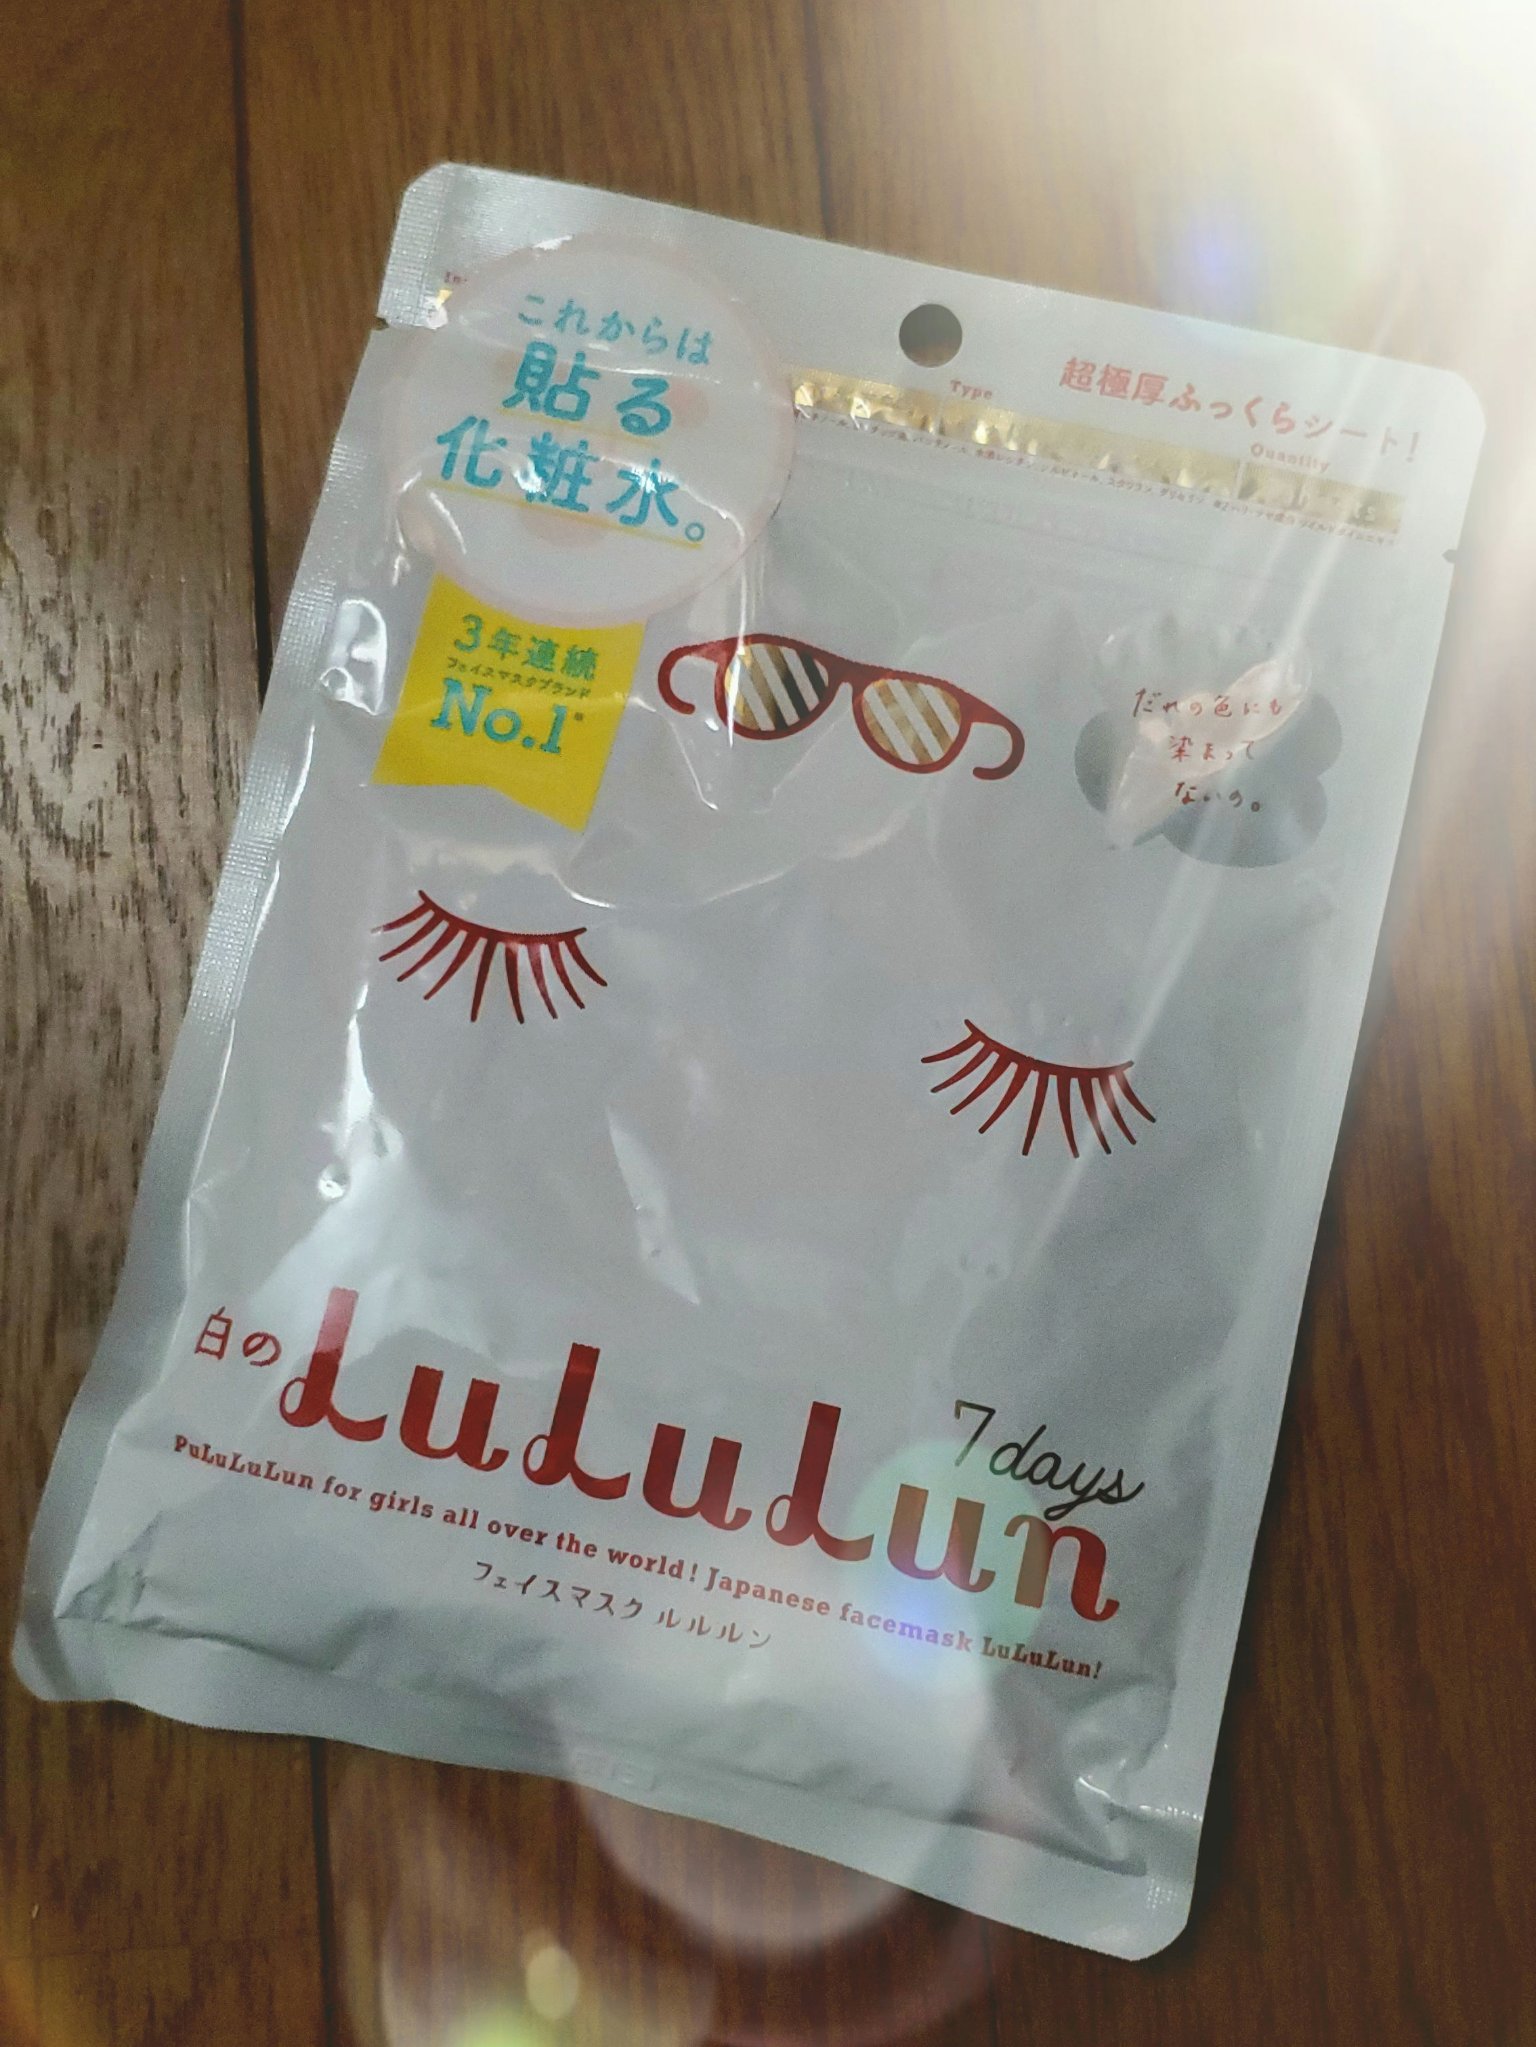 これからは
貼る
化粧水。
3年連続
フェイスマスクブランド
No.1*
Type
超極厚ふっくらシート!
Quantity
だれの色にも
染まって
ないの。
白の LuLuLun
7days
PuLuLuLun for girls all over the world! Japanese facemask LuLuLun!
フェイスマスク ルルルン